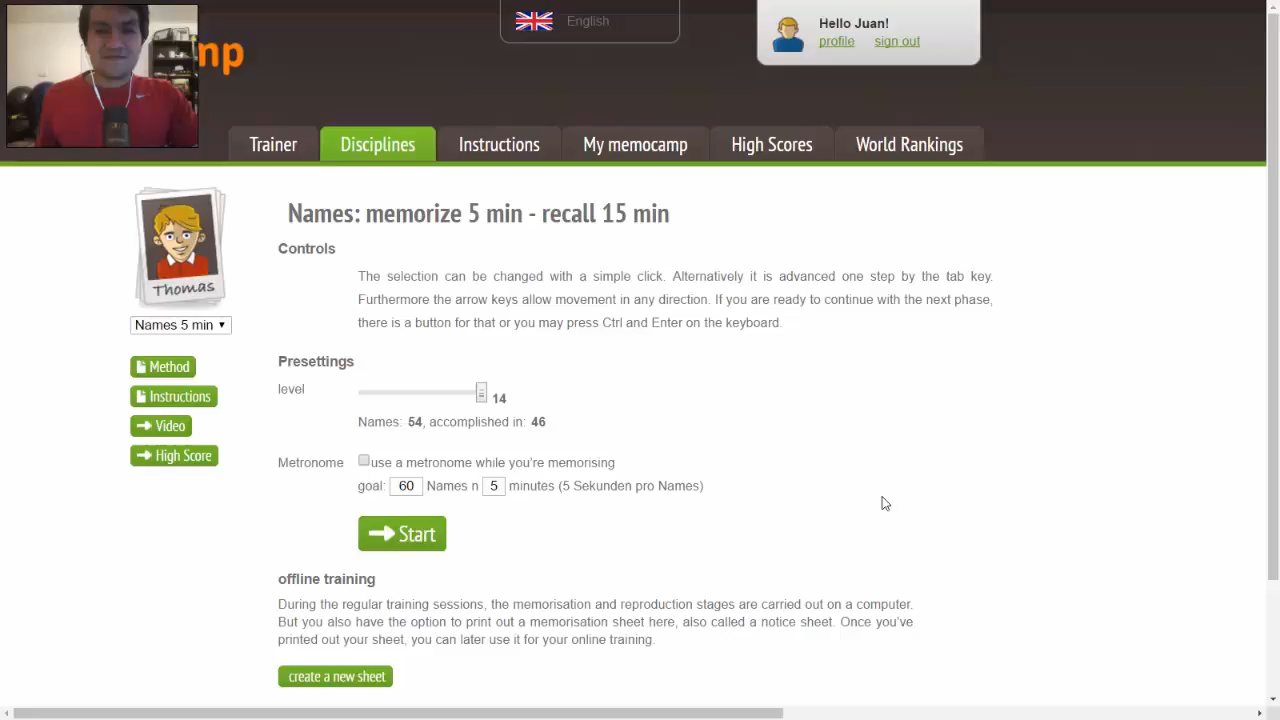 English
Hello Juan!
profile sign out
mp
Trainer Disciplines Instructions My memocamp High Scores World Rankings
Thomas
Names 5 min ▼
Method
Instructions
Video
High Score
Names: memorize 5 min - recall 15 min
Controls
The selection can be changed with a simple click. Alternatively it is advanced one step by the tab key.
Furthermore the arrow keys allow movement in any direction. If you are ready to continue with the next phase,
there is a button for that or you may press Ctrl and Enter on the keyboard.
Presettings
level 14
Names: 54, accomplished in: 46
Metronome use a metronome while you're memorising
goal: 60 Names n 5 minutes (5 Sekunden pro Names)
Start
offline training
During the regular training sessions, the memorisation and reproduction stages are carried out on a computer.
But you also have the option to print out a memorisation sheet here, also called a notice sheet. Once you've
printed out your sheet, you can later use it for your online training.
create a new sheet